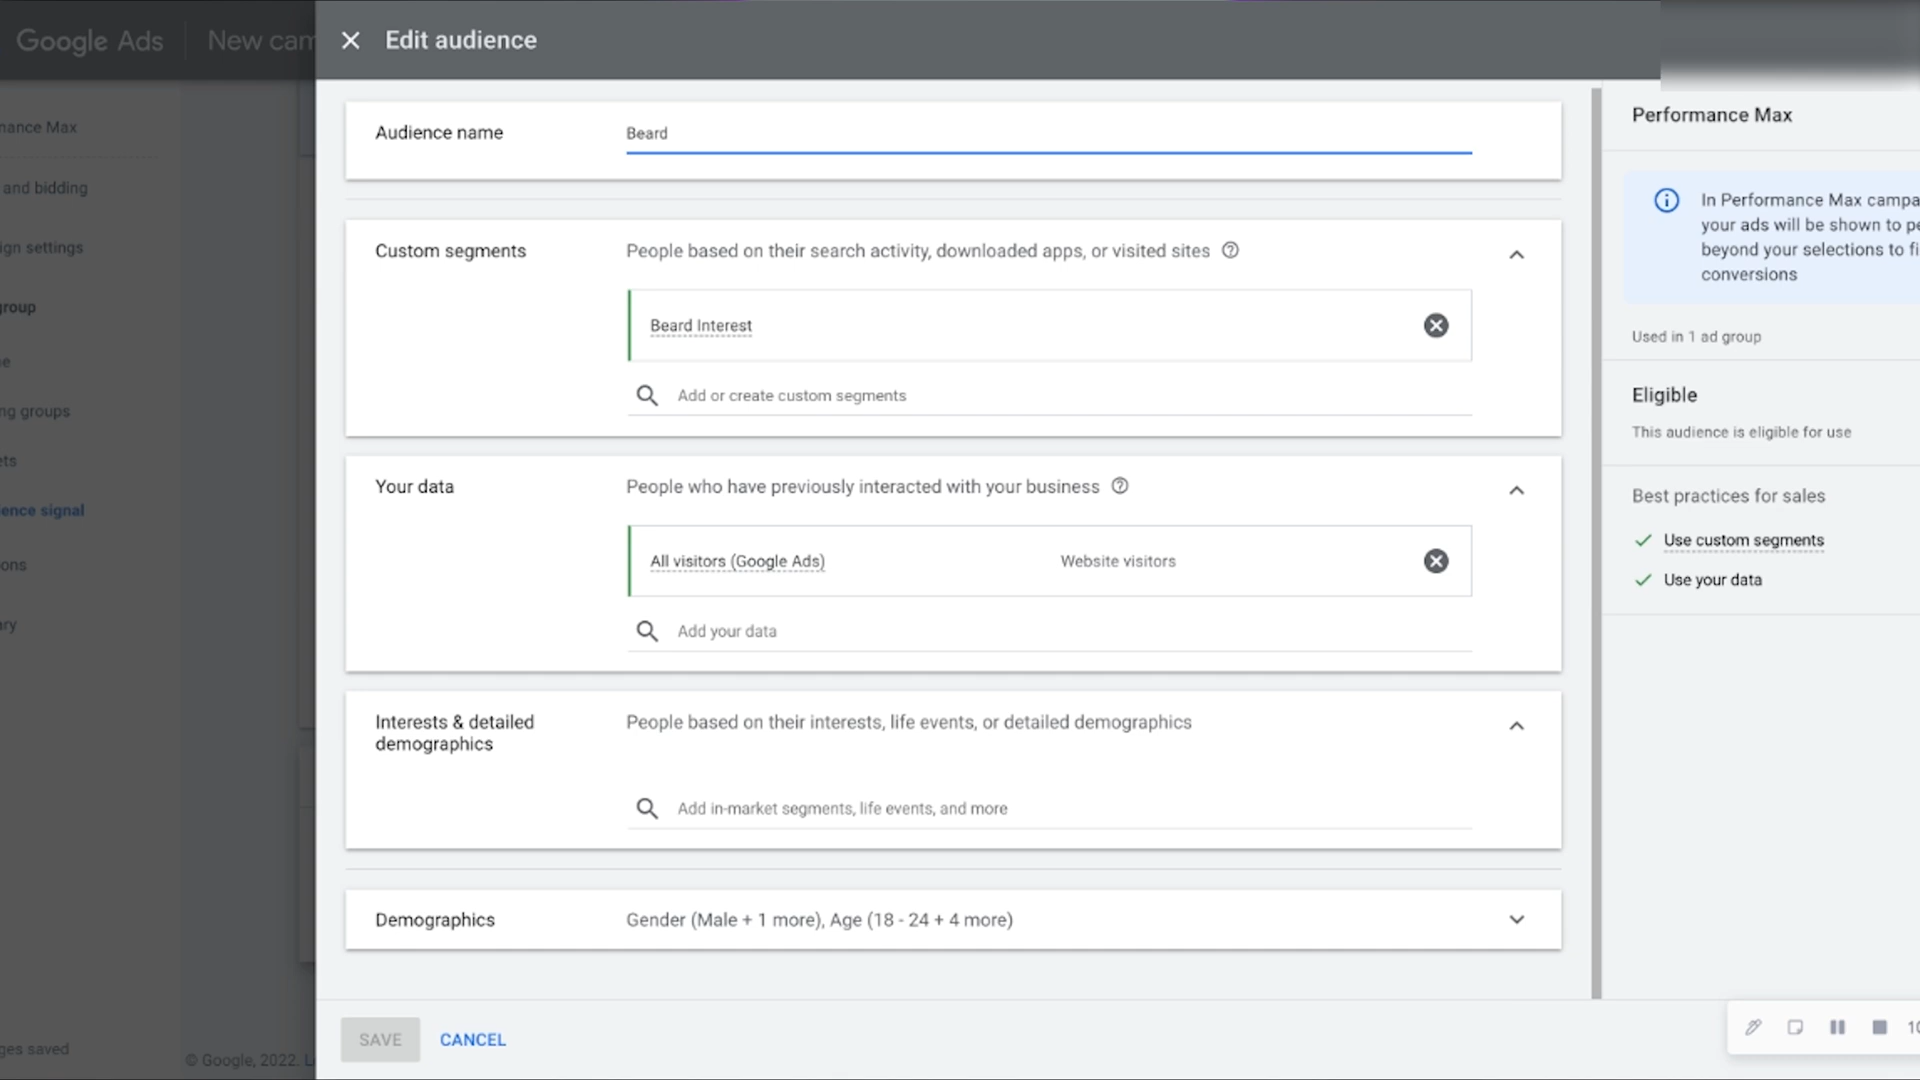 Google Ads
New cam
Edit audience
nance Max
and bidding
ign settings
group
ne
ng groups
ets
ence signal
ons
ary
ges saved
© Google, 2022. L
Audience name
Beard
Custom segments
People based on their search activity, downloaded apps, or visited sites
Beard Interest
Add or create custom segments
Your data
People who have previously interacted with your business
All visitors (Google Ads)
Website visitors
Add your data
Interests & detailed
demographics
People based on their interests, life events, or detailed demographics
Add in-market segments, life events, and more
Demographics
Gender (Male + 1 more), Age (18 - 24 + 4 more)
SAVE
CANCEL
Performance Max
In Performance Max campa
your ads will be shown to pe
beyond your selections to fi
conversions
Used in 1 ad group
Eligible
This audience is eligible for use
Best practices for sales
Use custom segments
Use your data
10